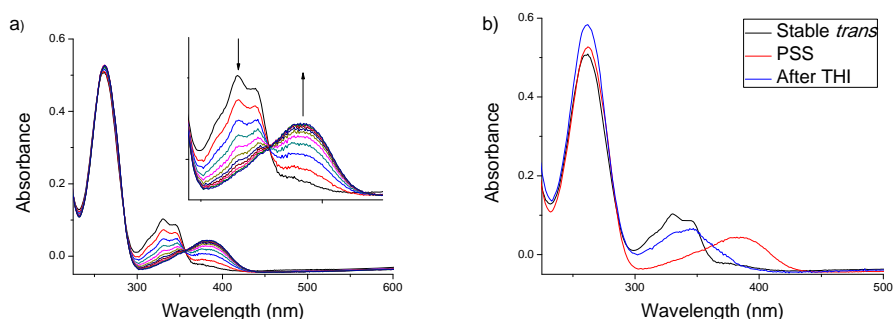 a)
0.6
0.4
0.2
0.0
Absorbance
300
400
500
600
Wavelength (nm)
b)
Stable trans
PSS
After THI
0.6
0.4
0.2
0.0
Absorbance
300
400
500
Wavelength (nm)